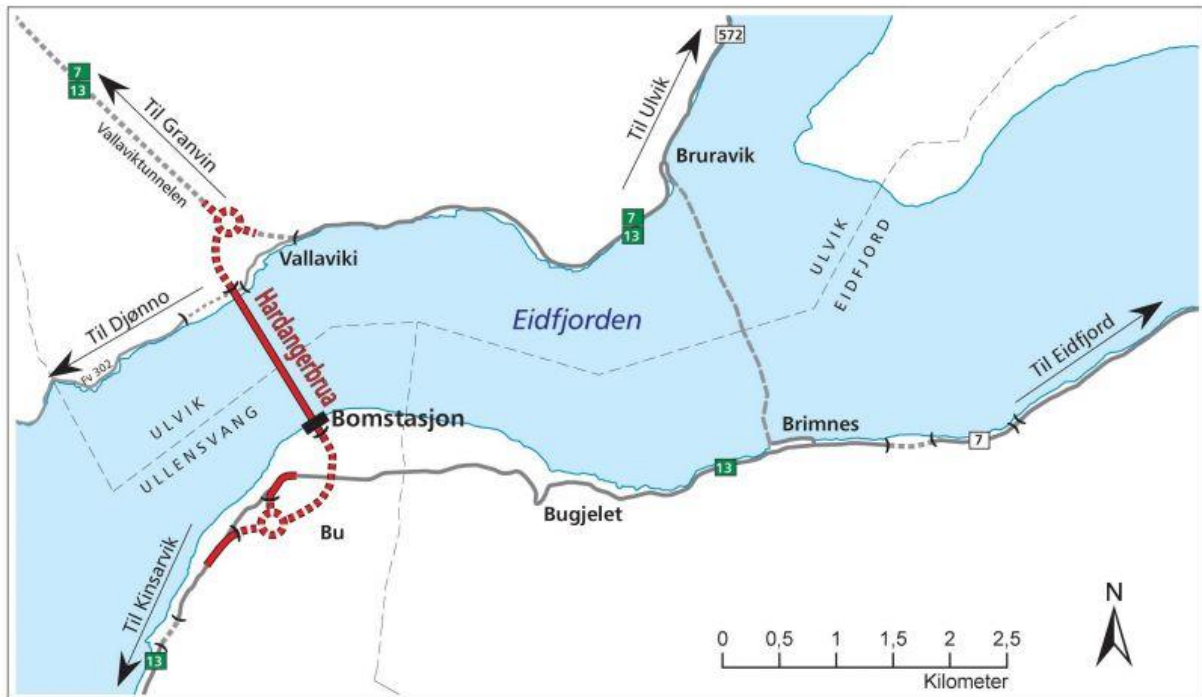 572
7
13
Til Granvin
Vallaviktunnelen
Til Ulvik
Bruravik
7
13
Vallaviki
ULVIK
EIDFJORD
Til Djønno
Hardangerbrua
Eidfjorden
Til Eidfjord
Fv 302
ULVIK
ULLENSVANG
Bomstasjon
Brimnes
7
13
Bugjelet
Bu
Til Kinsarvik
13
N
0 0,5 1 1,5 2 2,5
Kilometer